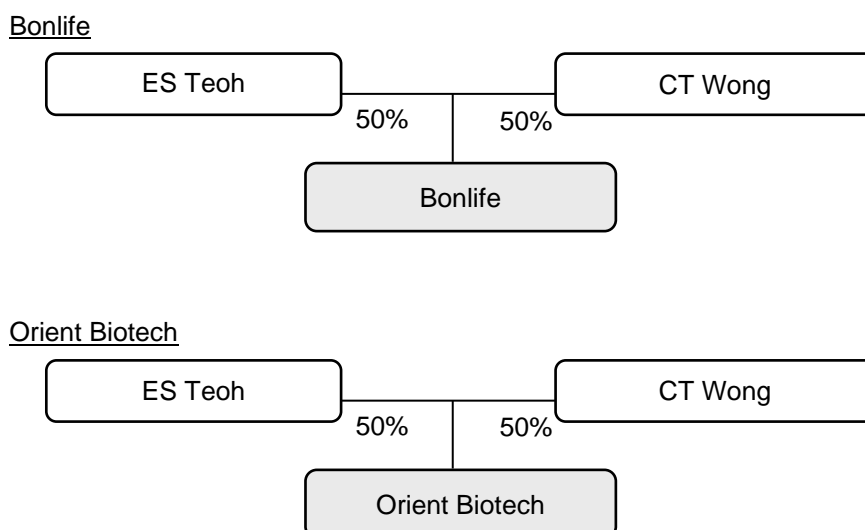 Bonlife
ES Teoh CT Wong
50% 50%
Bonlife
Orient Biotech
ES Teoh CT Wong
50% 50%
Orient Biotech